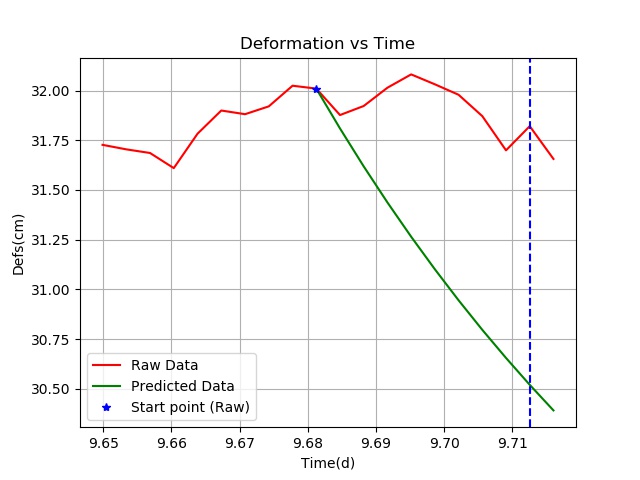 Deformation vs Time
Defs(cm)
32.00
31.75
31.50
31.25
31.00
30.75
30.50
Raw Data
Predicted Data
Start point (Raw)
9.65 9.66 9.67 9.68 9.69 9.70 9.71
Time(d)